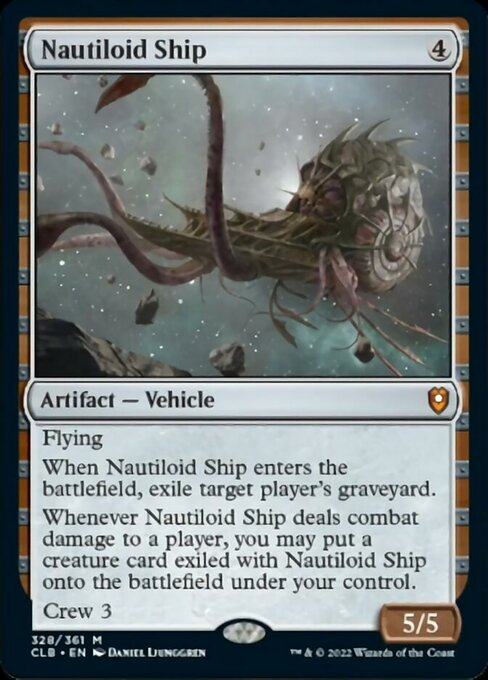 Nautiloid Ship 4
Artifact — Vehicle
Flying
When Nautiloid Ship enters the
battlefield, exile target player's graveyard.
Whenever Nautiloid Ship deals combat
damage to a player, you may put a
creature card exiled with Nautiloid Ship
onto the battlefield under your control.
Crew 3
5/5
328/361 M
CLB • EN Daniel Ljunggren
™ & © 2022 Wizards of the Coast